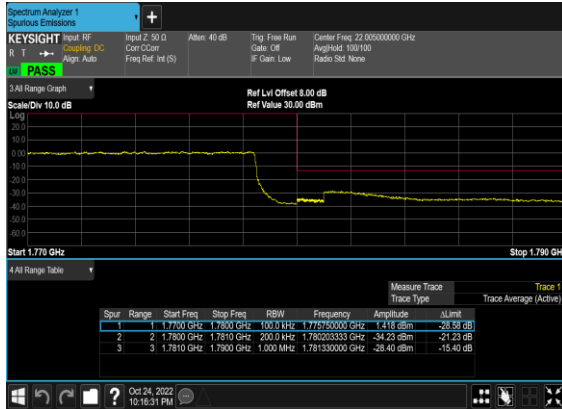 Spectrum Analyzer 1
Spurious Emissions
+
KEYSIGHT Input: RF Input Z: 50 Ω Atten: 40 dB Trig: Free Run Center Freq: 22.005000000 GHz
R T Coupling: DC Corr CCorr Gate: Off Avg|Hold: 100/100
Align: Auto Freq Ref: Int (S) IF Gain: Low Radio Std: None
PASS
3 All Range Graph
Ref Lvl Offset 8.00 dB
Scale/Div 10.0 dB Ref Value 30.00 dBm
Log
20.0
10.0
0.00
-10.0
-20.0
-30.0
-40.0
-50.0
-60.0
Start 1.770 GHz Stop 1.790 GH
4 All Range Table
Measure Trace Trace 1
Trace Type Trace Average (Active)
Spur Range Start Freq Stop Freq RBW Frequency Amplitude ΔLimit
1 1 1.7700 GHz 1.7800 GHz 100.0 kHz 1.775750000 GHz 1.418 dBm -28.58 dB
2 2 1.7800 GHz 1.7810 GHz 200.0 kHz 1.780203333 GHz -34.23 dBm -21.23 dB
3 3 1.7810 GHz 1.7900 GHz 1.000 MHz 1.781330000 GHz -28.40 dBm -15.40 dB
? Oct 24, 2022
10:16:31 PM